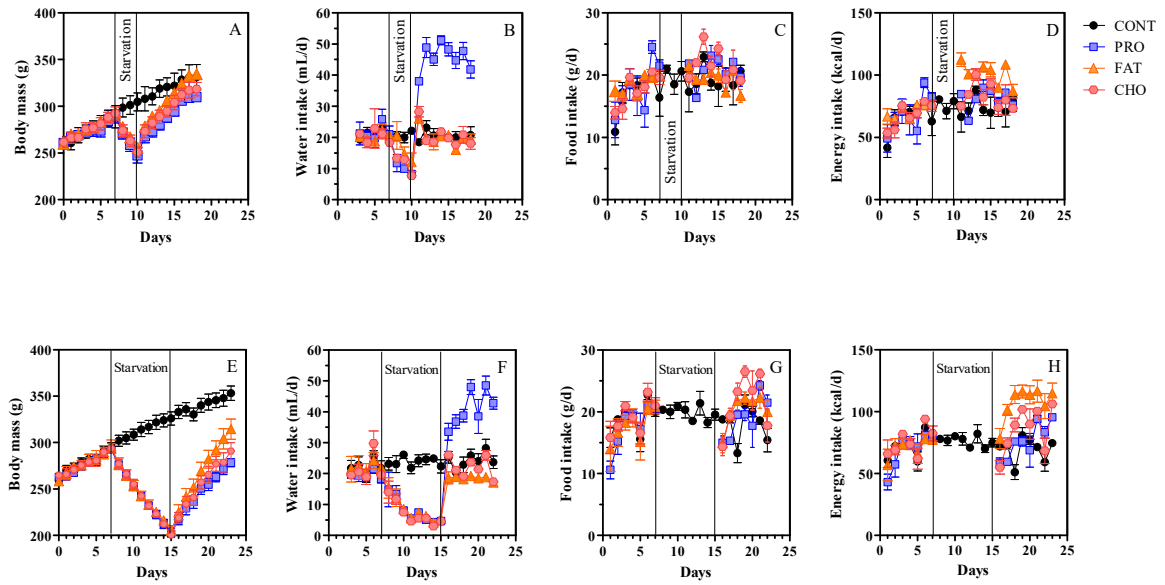 A
Starvation
400
350
300
250
200
0 5 10 15 20 25
Body mass (g)
Days
B
Starvation
60
50
40
30
20
10
0
0 5 10 15 20 25
Water intake (mL/d)
Days
C
Starvation
30
20
10
0
0 5 10 15 20 25
Food intake (g/d)
Days
D
Starvation
150
100
50
0
0 5 10 15 20 25
Energy intake (kcal/d)
Days
CONT
PRO
FAT
CHO
E
Starvation
400
350
300
250
200
0 5 10 15 20 25
Body mass (g)
Days
F
Starvation
60
50
40
30
20
10
0
0 5 10 15 20 25
Water intake (mL/d)
Days
G
Starvation
30
20
10
0
0 5 10 15 20 25
Food intake (g/d)
Days
H
Starvation
150
100
50
0
0 5 10 15 20 25
Energy intake (kcal/d)
Days